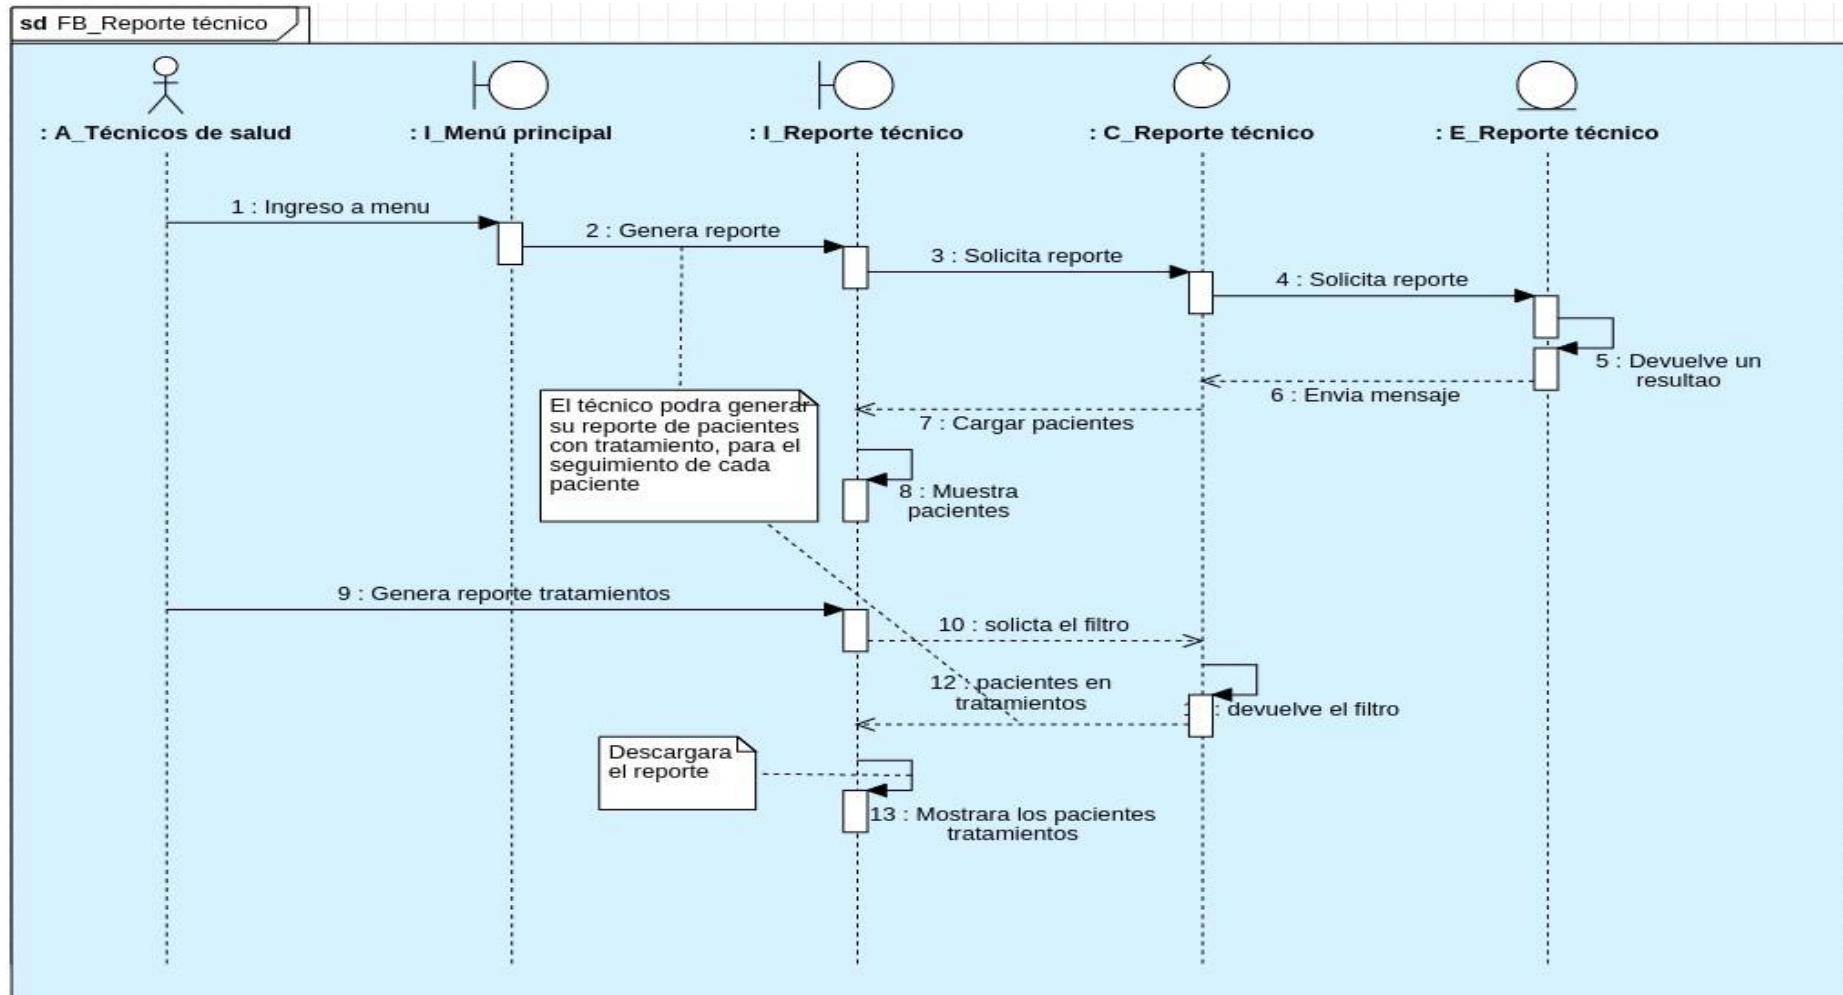 sd FB_Reporte técnico
: A_Técnicos de salud
: I_Menú principal
: I_Reporte técnico
: C_Reporte técnico
: E_Reporte técnico
1 : Ingreso a menu
2 : Genera reporte
3 : Solicita reporte
4 : Solicita reporte
5 : Devuelve un
resultao
6 : Envia mensaje
7 : Cargar pacientes
El técnico podra generar
su reporte de pacientes
con tratamiento, para el
seguimiento de cada
paciente
8 : Muestra
pacientes
9 : Genera reporte tratamientos
10 : solicta el filtro
: devuelve el filtro
12 : pacientes en
tratamientos
Descargara
el reporte
13 : Mostrara los pacientes
tratamientos